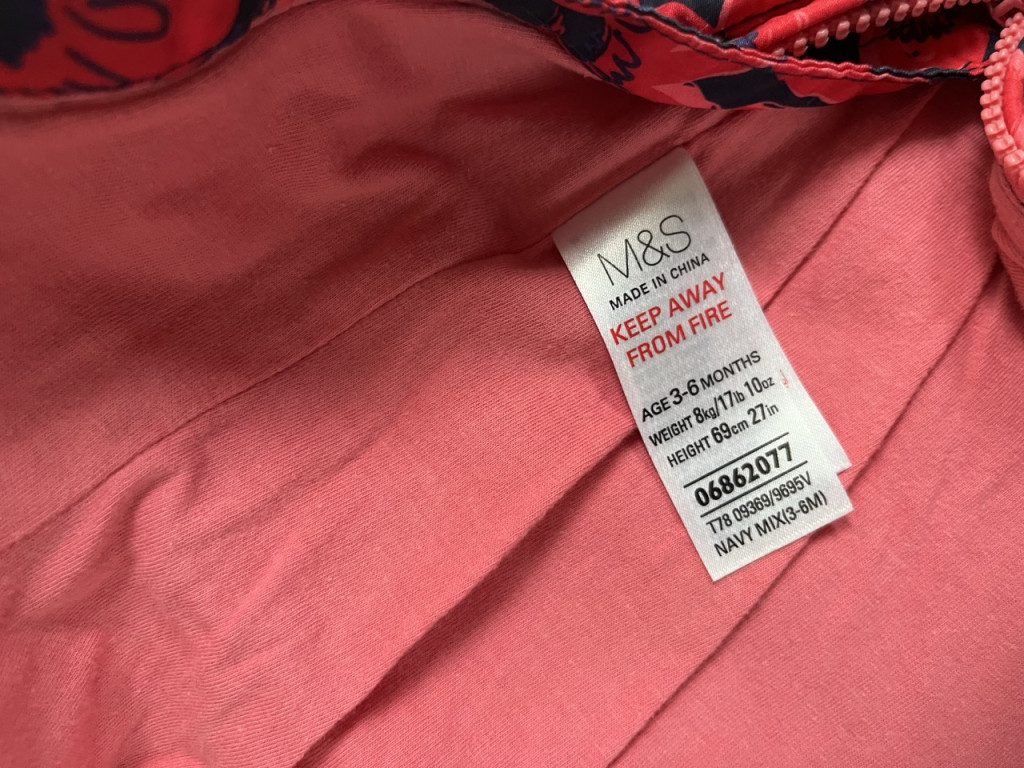 M&S
MADE IN CHINA
KEEP AWAY
FROM FIRE
AGE 3-6 MONTHS
WEIGHT 8kg/17lb 10oz
HEIGHT 69cm 27in
06862077
T78 09369/9695V
NAVY MIX(3-6M)